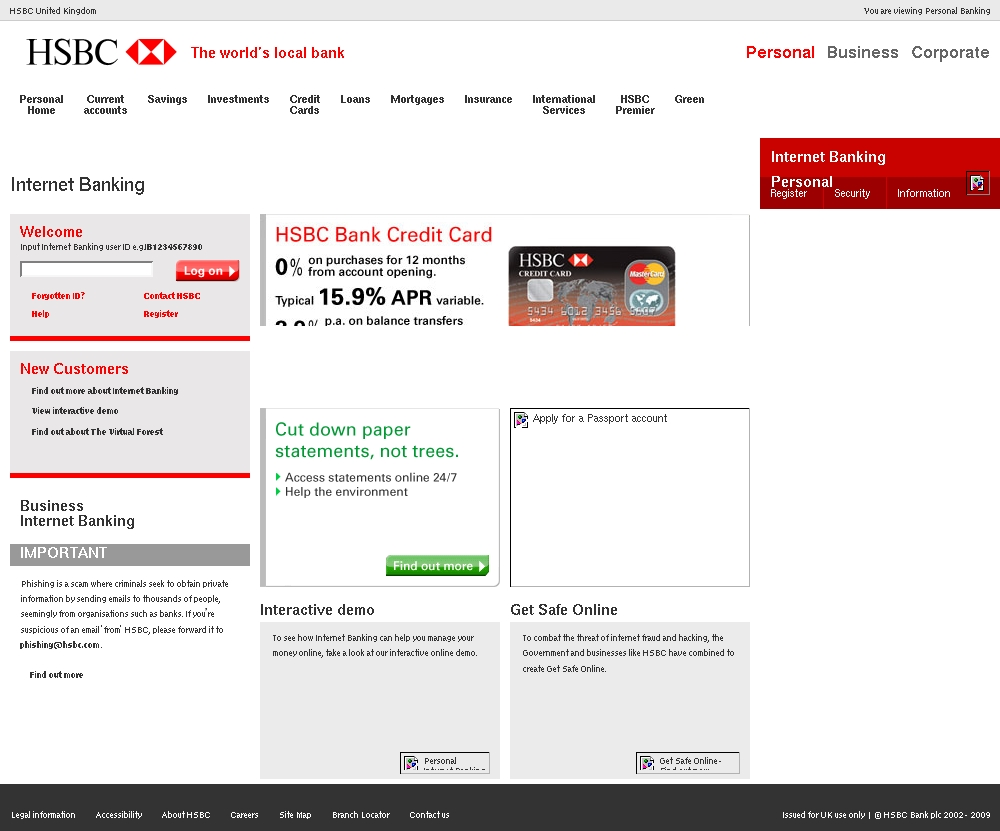 HSBC United Kingdom
You are viewing Personal Banking
HSBC The world's local bank
Personal Business Corporate
Personal Home
Current accounts
Savings
Investments
Credit Cards
Loans
Mortgages
Insurance
International Services
HSBC Premier
Green
Internet Banking
Internet Banking
Personal
Register
Security
Information
Welcome
Input Internet Banking user ID e.g.IB1234567890
Log on
Forgotten ID?
Contact HSBC
Help
Register
HSBC Bank Credit Card
0% on purchases for 12 months
from account opening.
Typical 15.9% APR variable.
p.a. on balance transfers
HSBC
CREDIT CARD
MasterCard
5434 6012 3456
New Customers
Find out more about Internet Banking
View interactive demo
Find out about The Virtual Forest
Cut down paper
statements, not trees.
Access statements online 24/7
Help the environment
Find out more
Apply for a Passport account
Business
Internet Banking
IMPORTANT
Phishing is a scam where criminals seek to obtain private
information by sending emails to thousands of people,
seemingly from organisations such as banks. If you're
suspicious of an email 'from' HSBC, please forward it to
phishing@hsbc.com.
Find out more
Interactive demo
To see how Internet Banking can help you manage your
money online, take a look at our interactive online demo.
Personal
Internet Banking
Get Safe Online
To combat the threat of internet fraud and hacking, the
Government and businesses like HSBC have combined to
create Get Safe Online.
Get Safe Online-
Find out now
Legal information
Accessibility
About HSBC
Careers
Site Map
Branch Locator
Contact us
Issued for UK use only | © HSBC Bank plc 2002 - 2009